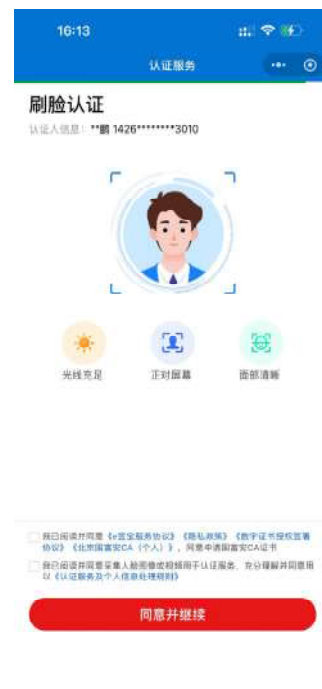 16:13
认证服务
刷脸认证
认证人信息：**鹏 1426********3010
光线充足
正对屏幕
面部清晰
我已阅读并同意《e签宝服务协议》《隐私政策》《数字证书授权签署
协议》《北京国富安CA（个人）》，同意申请国富安CA证书
我已阅读并同意采集人脸图像或视频用于认证服务，充分理解并同意用
以《认证服务及个人信息处理规则》
同意并继续